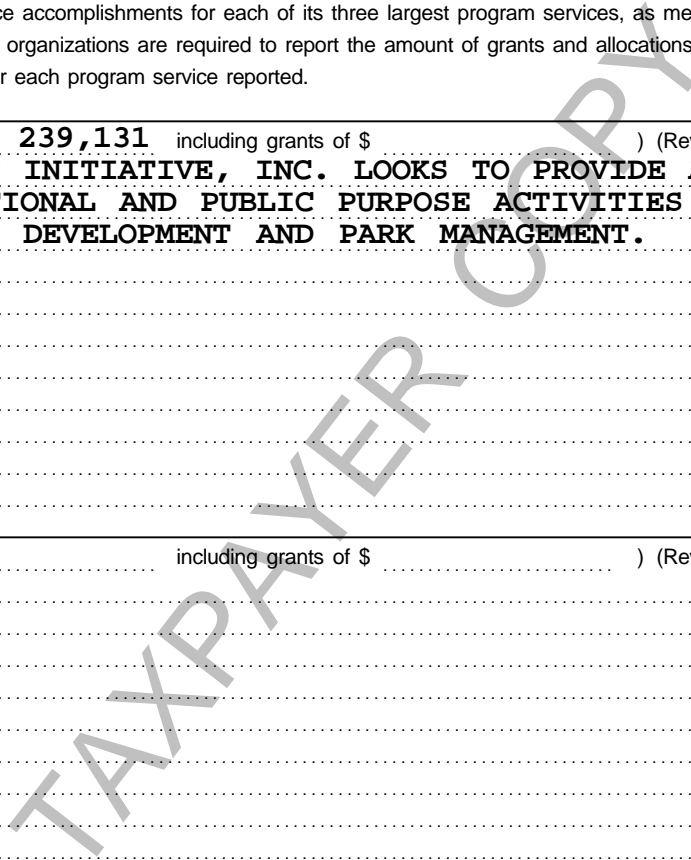 ce accomplishments for each of its three largest program services, as me
organizations are required to report the amount of grants and allocations
r each program service reported.
239,131 including grants of $ ) (Rev
INITIATIVE, INC. LOOKS TO PROVIDE A
TIONAL AND PUBLIC PURPOSE ACTIVITIES
DEVELOPMENT AND PARK MANAGEMENT.
including grants of $ ) (Rev
TAXPAYER COPY